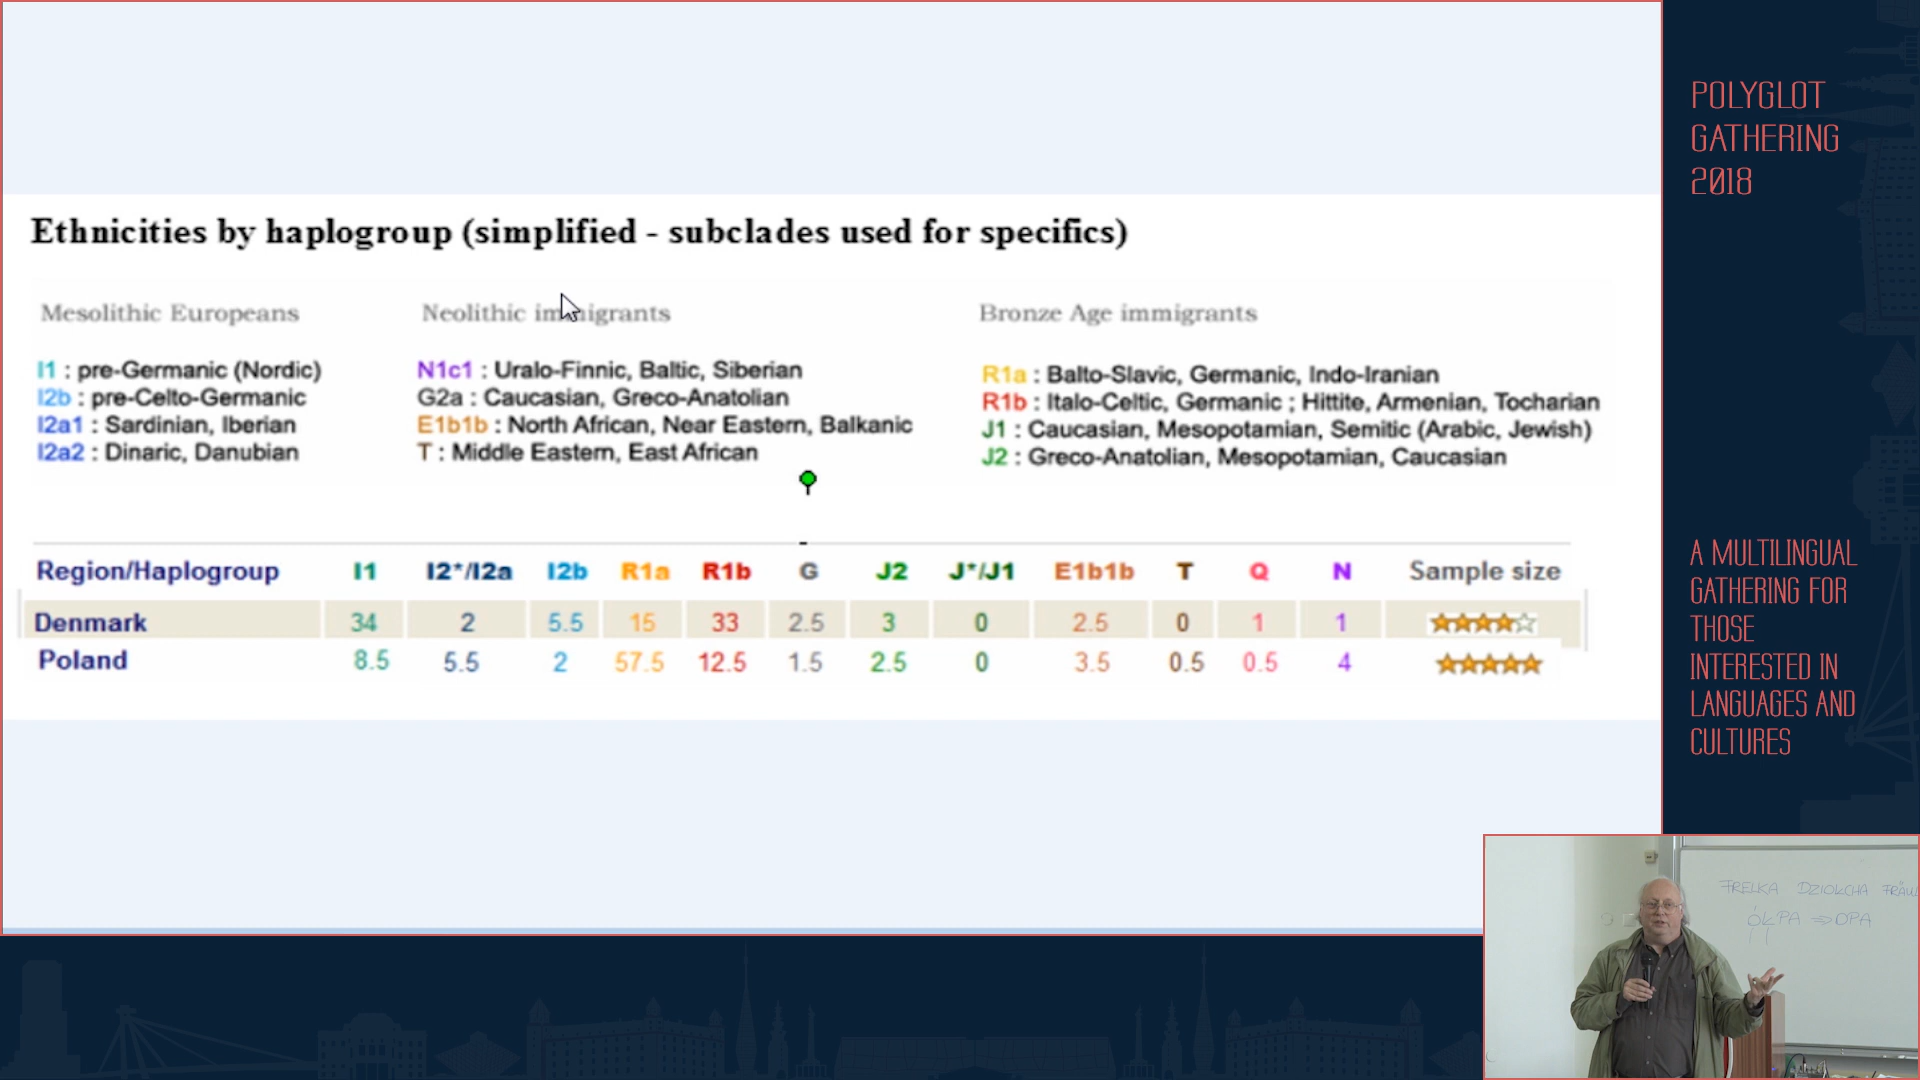 Ethnicities by haplogroup (simplified - subclades used for specifics)
Mesolithic Europeans
I1 : pre-Germanic (Nordic)
I2b : pre-Celto-Germanic
I2a1 : Sardinian, Iberian
I2a2 : Dinaric, Danubian
Neolithic immigrants
N1c1 : Uralo-Finnic, Baltic, Siberian
G2a : Caucasian, Greco-Anatolian
E1b1b : North African, Near Eastern, Balkanic
T : Middle Eastern, East African
Bronze Age immigrants
R1a : Balto-Slavic, Germanic, Indo-Iranian
R1b : Italo-Celtic, Germanic ; Hittite, Armenian, Tocharian
J1 : Caucasian, Mesopotamian, Semitic (Arabic, Jewish)
J2 : Greco-Anatolian, Mesopotamian, Caucasian
Region/Haplogroup I1 I2*/I2a I2b R1a R1b G J2 J*/J1 E1b1b T Q N Sample size
Denmark 34 2 5.5 15 33 2.5 3 0 2.5 0 1 1
Poland 8.5 5.5 2 57.5 12.5 1.5 2.5 0 3.5 0.5 0.5 4
POLYGLOT
GATHERING
2018
A MULTILINGUAL
GATHERING FOR
THOSE
INTERESTED IN
LANGUAGES AND
CULTURES
FRELKA DZIOŁCHA
ÓŁPA ⇒ OPA